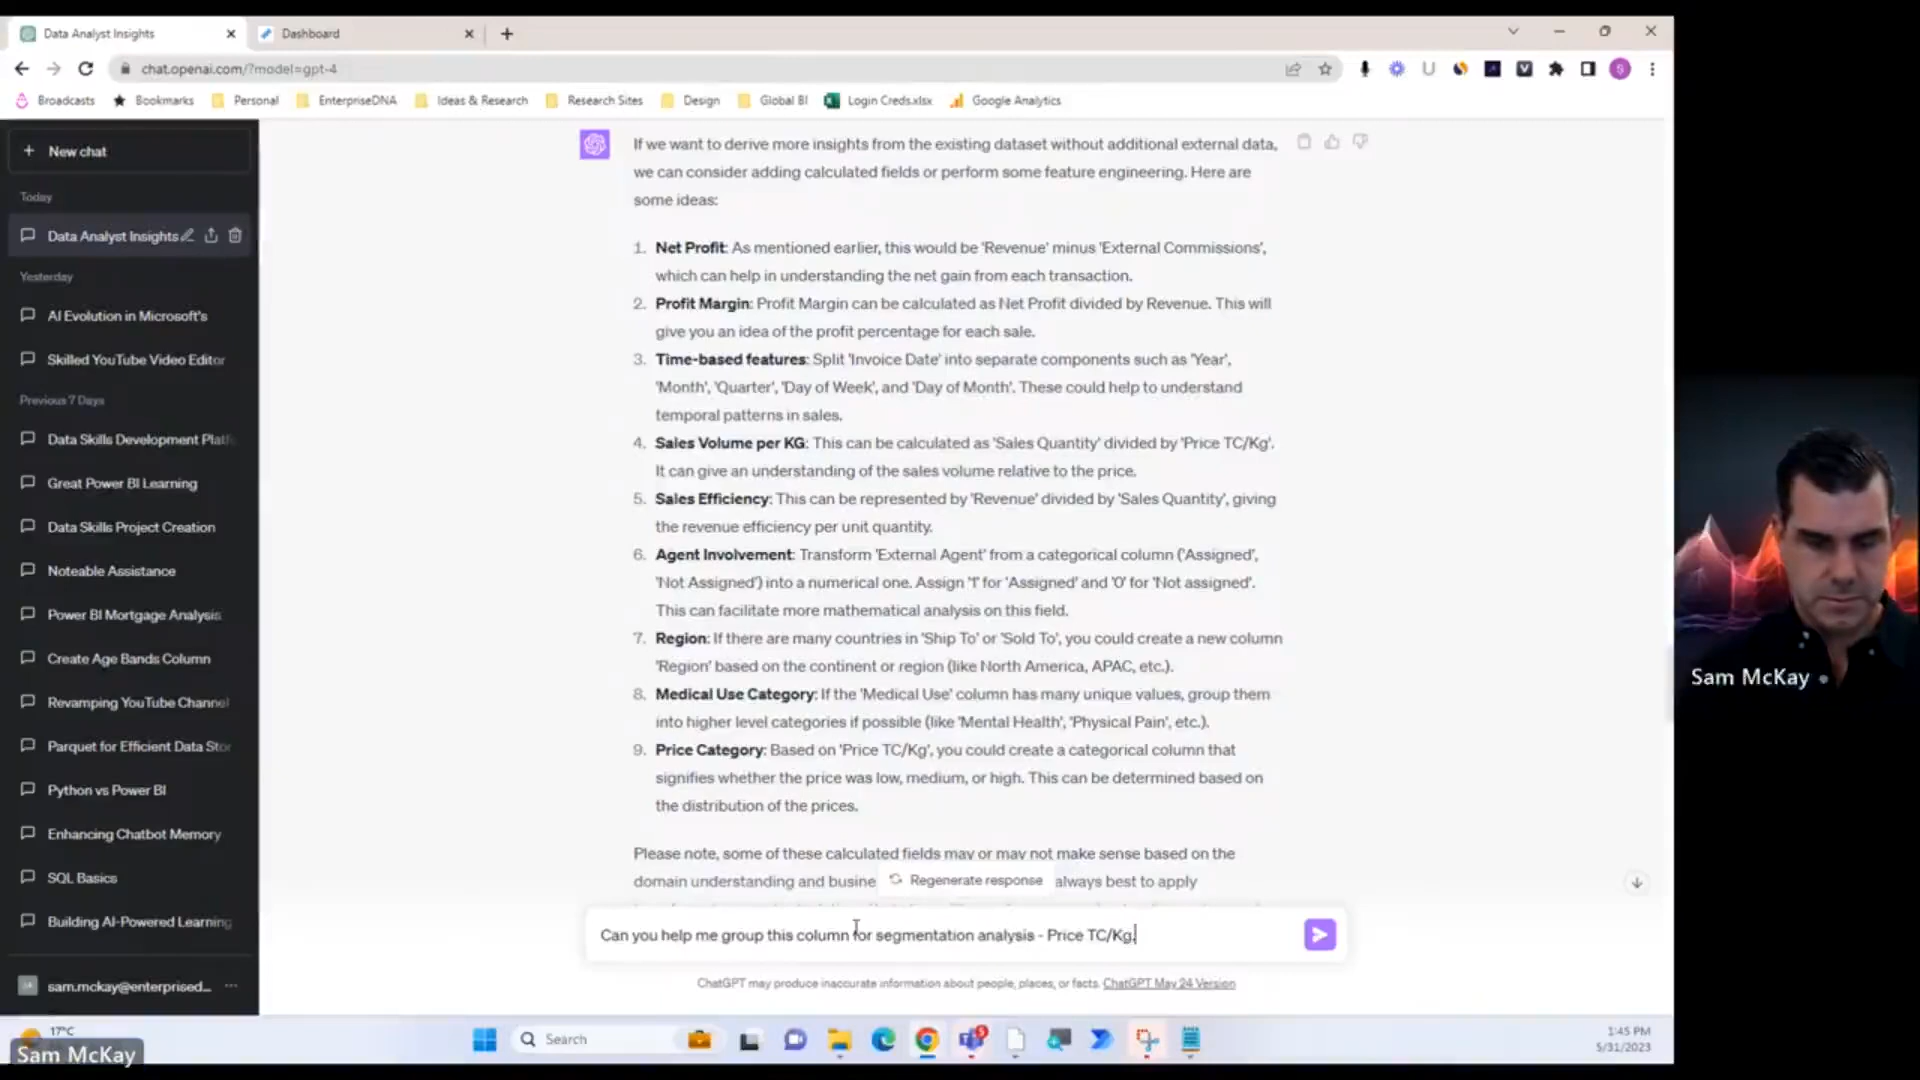 Data Analyst Insights
Dashboard
chat.openai.com/?model=gpt-4
Broadcasts
Bookmarks
Personal
EnterpriseDNA
Ideas & Research
Research Sites
Design
Global BI
Login Creds.xlsx
Google Analytics
S
New chat
Today
Data Analyst Insights
Yesterday
AI Evolution in Microsoft's
Skilled YouTube Video Editor
Previous 7 Days
Data Skills Development Platf
Great Power BI Learning
Data Skills Project Creation
Noteable Assistance
Power BI Mortgage Analysis
Create Age Bands Column
Revamping YouTube Channel
Parquet for Efficient Data Stor
Python vs Power BI
Enhancing Chatbot Memory
SQL Basics
Building AI-Powered Learning
sam.mckay@enterprised...
If we want to derive more insights from the existing dataset without additional external data,
we can consider adding calculated fields or perform some feature engineering. Here are
some ideas:
1. Net Profit: As mentioned earlier, this would be 'Revenue' minus 'External Commissions',
which can help in understanding the net gain from each transaction.
2. Profit Margin: Profit Margin can be calculated as Net Profit divided by Revenue. This will
give you an idea of the profit percentage for each sale.
3. Time-based features: Split 'Invoice Date' into separate components such as 'Year',
'Month', 'Quarter', 'Day of Week', and 'Day of Month'. These could help to understand
temporal patterns in sales.
4. Sales Volume per KG: This can be calculated as 'Sales Quantity' divided by 'Price TC/Kg'.
It can give an understanding of the sales volume relative to the price.
5. Sales Efficiency: This can be represented by 'Revenue' divided by 'Sales Quantity', giving
the revenue efficiency per unit quantity.
6. Agent Involvement: Transform 'External Agent' from a categorical column ('Assigned',
'Not Assigned') into a numerical one. Assign '1' for 'Assigned' and '0' for 'Not assigned'.
This can facilitate more mathematical analysis on this field.
7. Region: If there are many countries in 'Ship To' or 'Sold To', you could create a new column
'Region' based on the continent or region (like North America, APAC, etc.).
8. Medical Use Category: If the 'Medical Use' column has many unique values, group them
into higher level categories if possible (like 'Mental Health', 'Physical Pain', etc.).
9. Price Category: Based on 'Price TC/Kg', you could create a categorical column that
signifies whether the price was low, medium, or high. This can be determined based on
the distribution of the prices.
Please note, some of these calculated fields may or may not make sense based on the
domain understanding and busine always best to apply
Regenerate response
Can you help me group this column for segmentation analysis - Price TC/Kg.
ChatGPT may produce inaccurate information about people, places, or facts. ChatGPT May 24 Version
17°C
Search
5
1:45 PM
5/31/2023
Sam McKay
Sam McKay